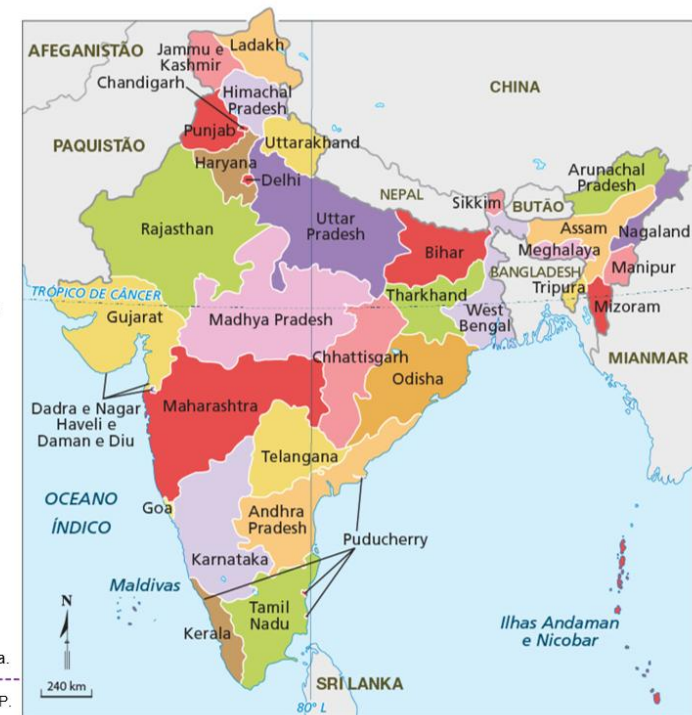 AFEGANISTÃO
Jammu e
Kashmir
Ladakh
Chandigarh
Himachal
Pradesh
CHINA
Punjab
PAQUISTÃO
Uttarakhand
Haryana
Delhi
NEPAL
Sikkim
BUTÃO
Arunachal
Pradesh
Rajasthan
Uttar
Pradesh
Bihar
Assam
Nagaland
Meghalaya
BANGLADESH
Manipur
Tripura
TRÓPICO DE CÂNCER
Gujarat
Madhya Pradesh
Tharkhand
West
Bengal
Mizoram
Chhattisgarh
MIANMAR
Odisha
Dadra e Nagar
Haveli e
Daman e Diu
Maharashtra
Telangana
OCEANO
ÍNDICO
Goa
Andhra
Pradesh
Puducherry
Karnataka
Maldivas
N
Tamil
Nadu
Kerala
Ilhas Andaman
e Nicobar
a.
240 km
SRI LANKA
P.
80° L